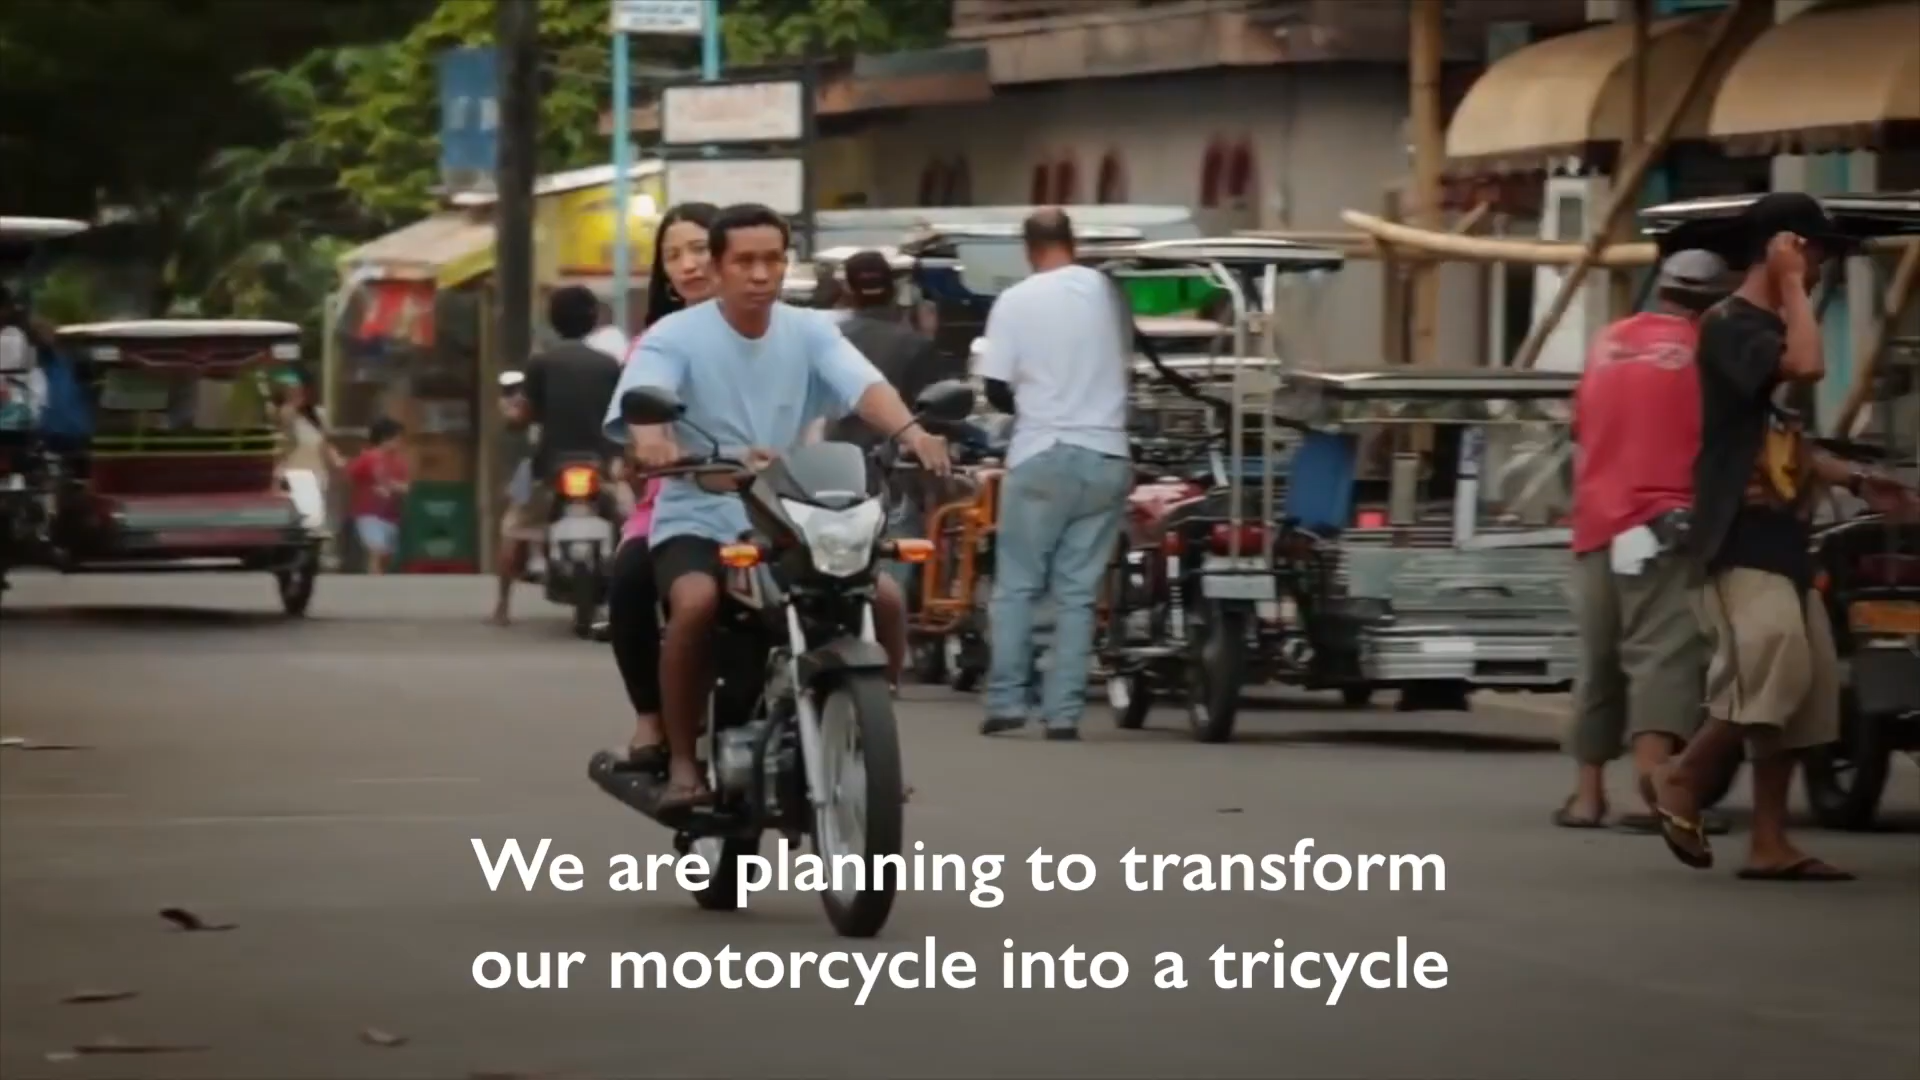 We are planning to transform
our motorcycle into a tricycle